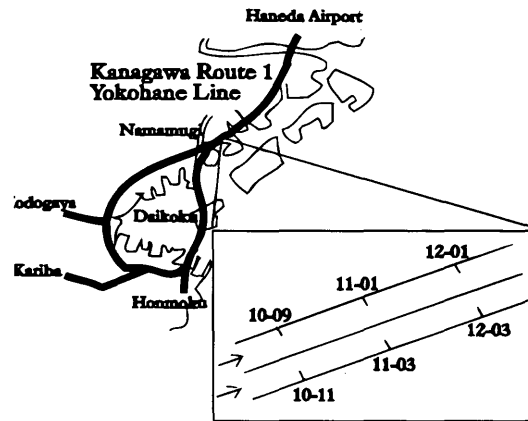 Haneda Airport
Kanagawa Route 1
Yokohane Line
Namamugi
Daikoku
Kariba
Honmoku
12-01
11-01
10-09
12-03
11-03
10-11